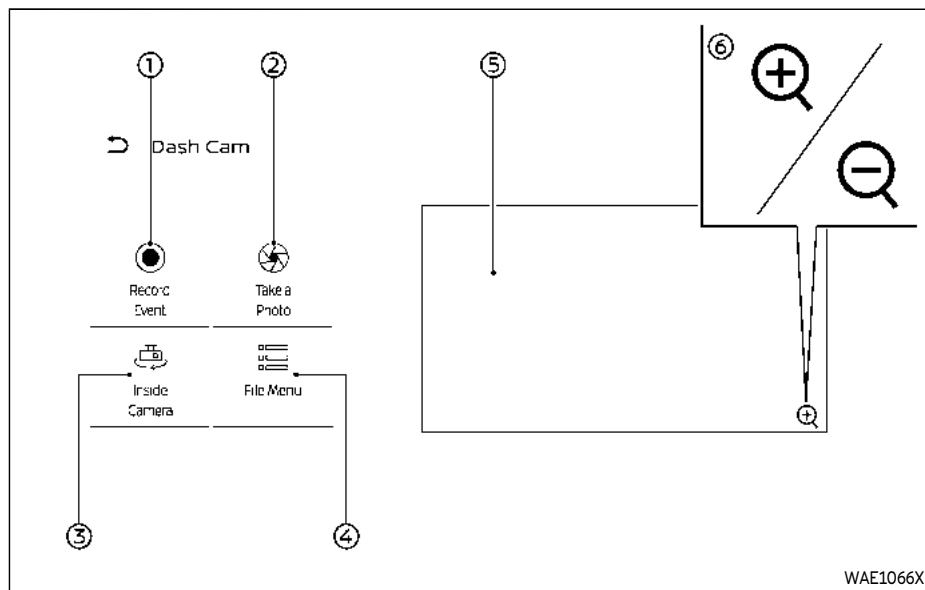 ① ②
⑤
⑥
Dash Cam
Record
Event
Take a
Photo
Inside
Camera
File Menu
③ ④
WAE1066X